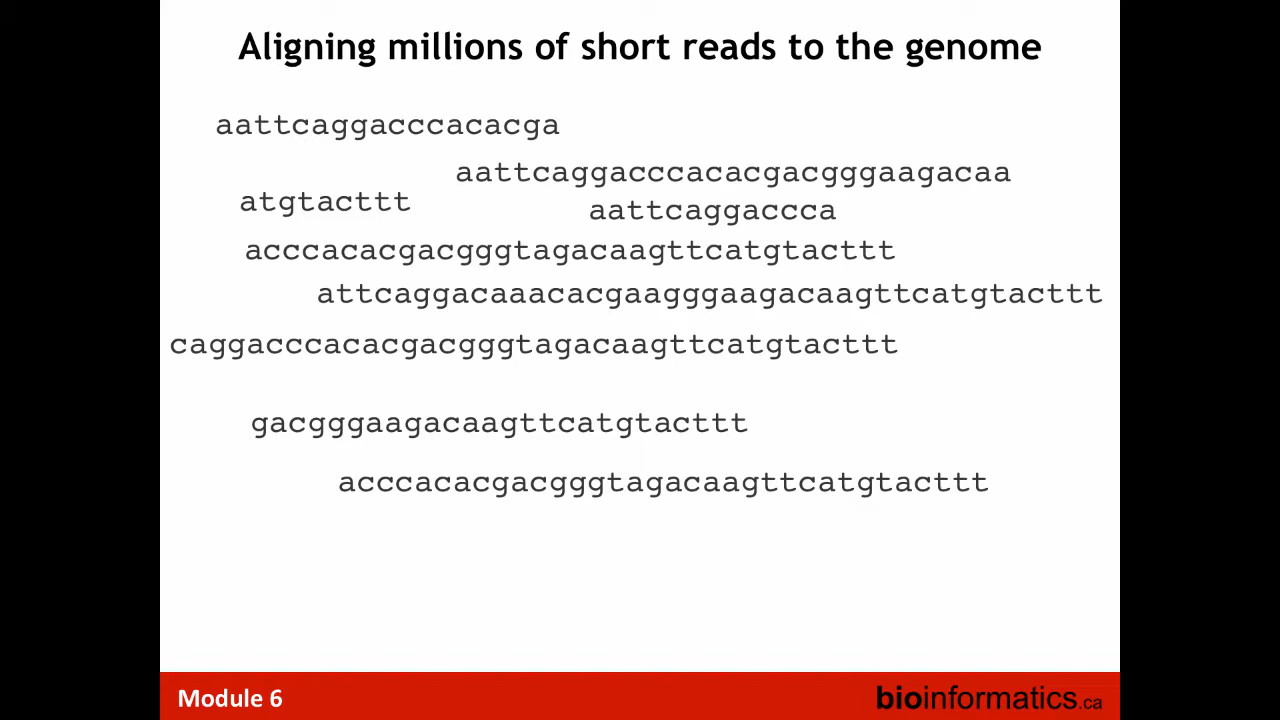 Aligning millions of short reads to the genome
aattcaggacccacacga
aattcaggacccacacgacgggaagacaa
atgtacttt
aattcaggaccca
acccacacgacgggtagacaagttcatgtacttt
attcaggacaaacacgaagggaagacaagttcatgtacttt
caggacccacacgacgggtagacaagttcatgtacttt
gacgggaagacaagttcatgtacttt
acccacacgacgggtagacaagttcatgtacttt
Module 6
bioinformatics.ca